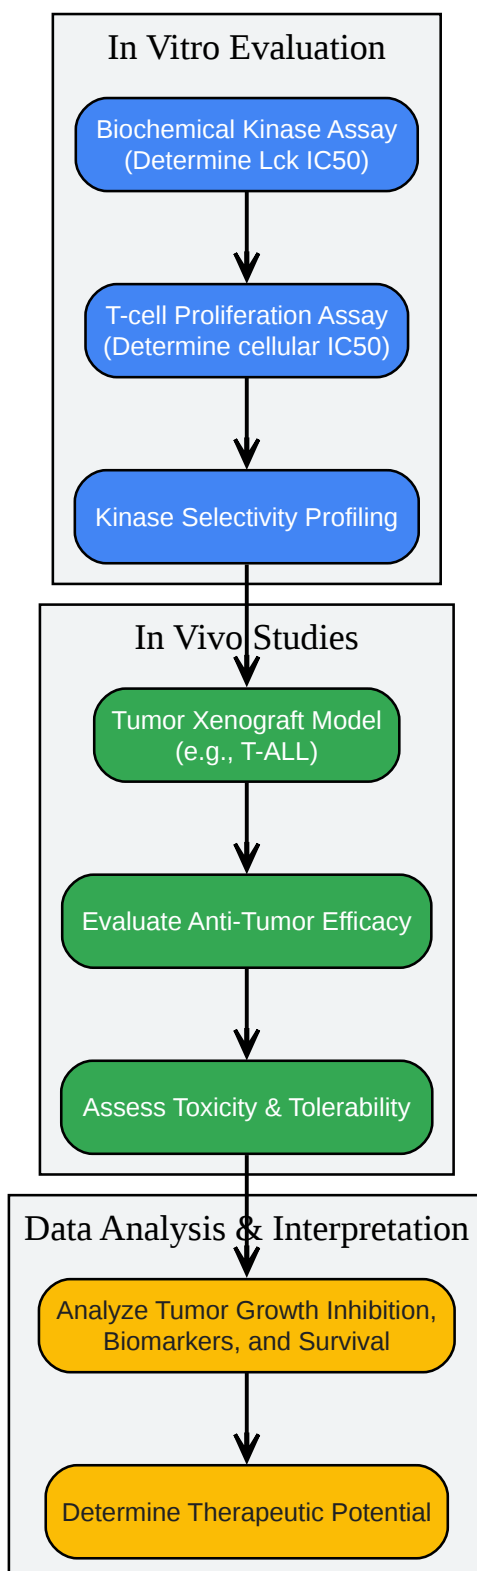 In Vitro Evaluation
Biochemical Kinase Assay
(Determine Lck IC50)
T-cell Proliferation Assay
(Determine cellular IC50)
Kinase Selectivity Profiling
In Vivo Studies
Tumor Xenograft Model
(e.g., T-ALL)
Evaluate Anti-Tumor Efficacy
Assess Toxicity & Tolerability
Data Analysis & Interpretation
Analyze Tumor Growth Inhibition,
Biomarkers, and Survival
Determine Therapeutic Potential